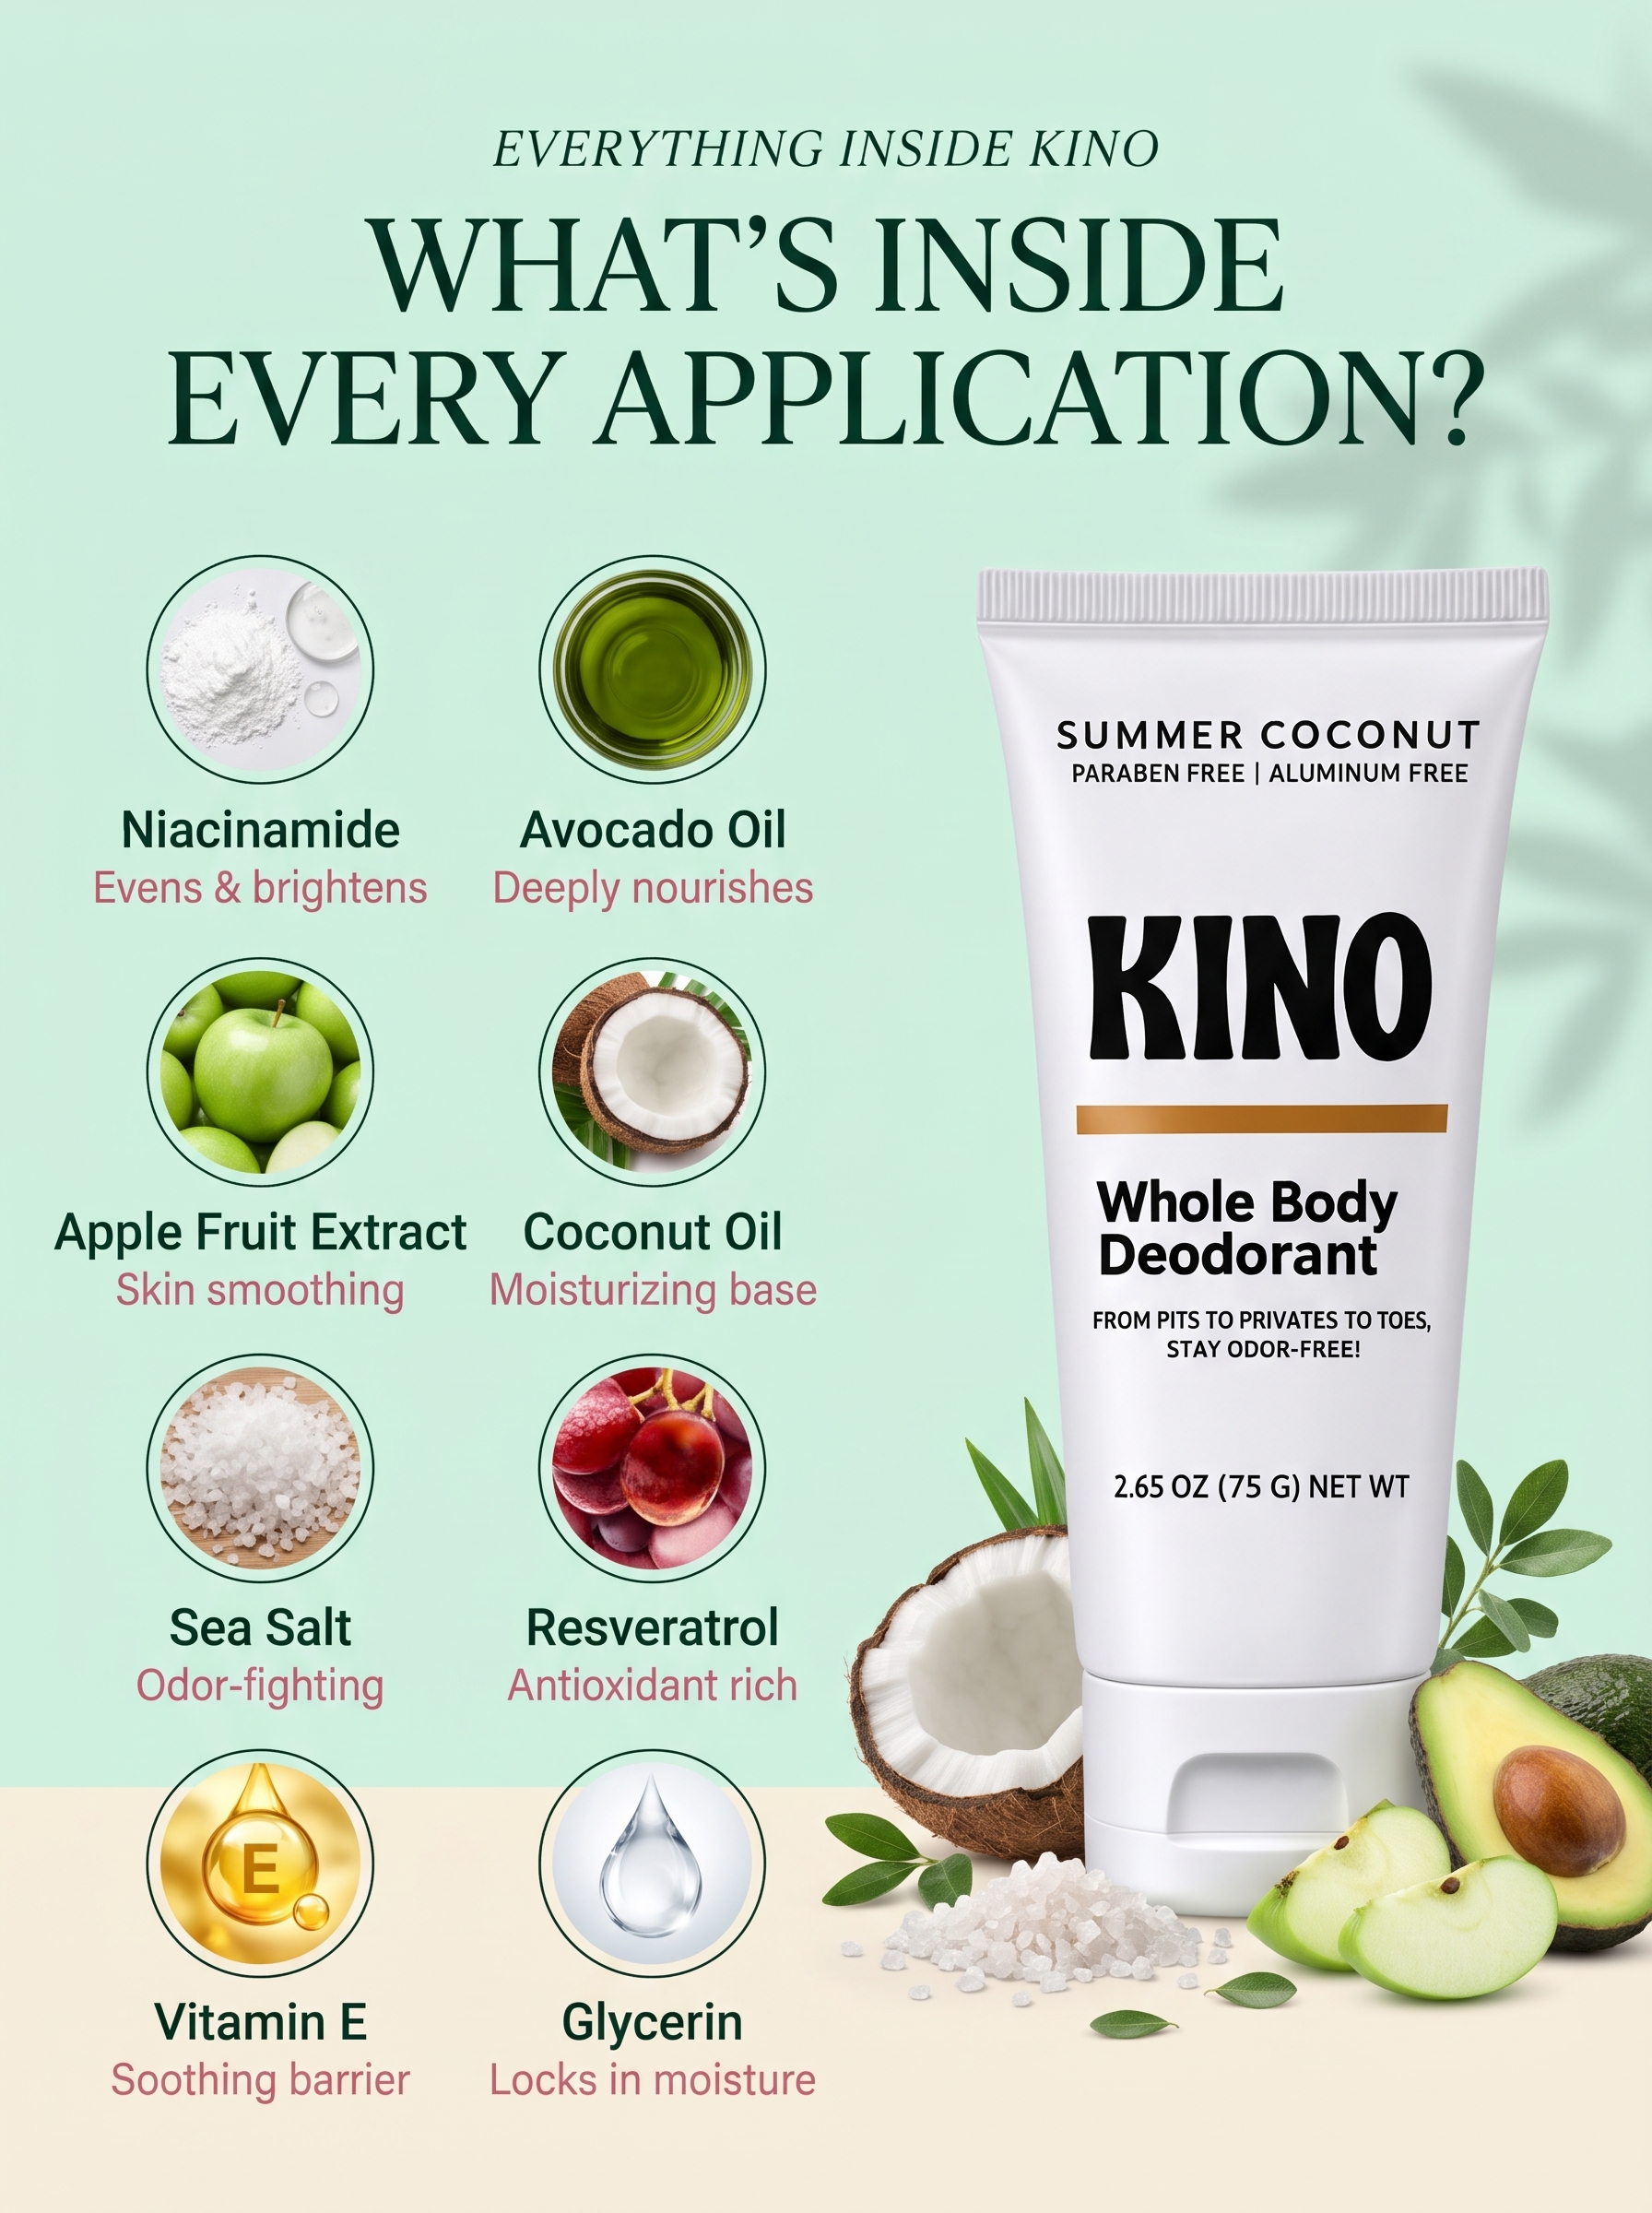 EVERYTHING INSIDE KINO
WHAT’S INSIDE
EVERY APPLICATION?
Niacinamide
Evens & brightens
Avocado Oil
Deeply nourishes
Apple Fruit Extract
Skin smoothing
Coconut Oil
Moisturizing base
Sea Salt
Odor-fighting
Resveratrol
Antioxidant rich
E
Vitamin E
Soothing barrier
Glycerin
Locks in moisture
SUMMER COCONUT
PARABEN FREE | ALUMINUM FREE
KINO
Whole Body
Deodorant
FROM PITS TO PRIVATES TO TOES,
STAY ODOR-FREE!
2.65 OZ (75 G) NET WT